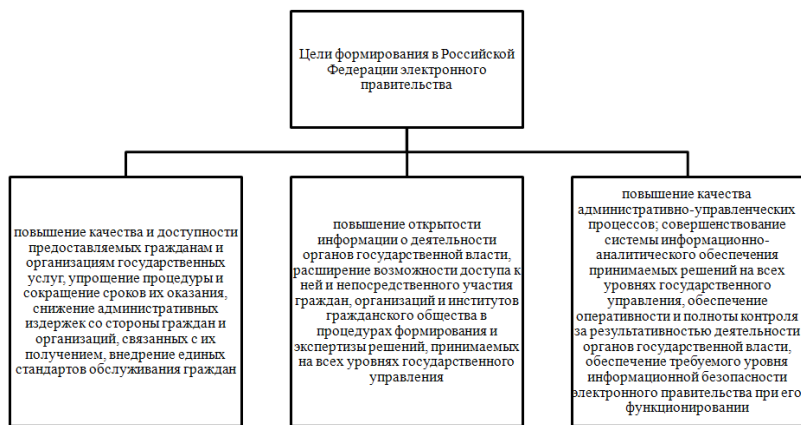 Цели формирования в Российской
Федерации электронного
правительства
повышение качества и доступности
предоставляемых гражданам и
организациям государственных
услуг, упрощение процедуры и
сокращение сроков их оказания,
снижение административных
издержек со стороны граждан и
организаций, связанных с их
получением, внедрение единых
стандартов обслуживания граждан
повышение открытости
информации о деятельности
органов государственной власти,
расширение возможности доступа к
ней и непосредственного участия
граждан, организаций и институтов
гражданского общества в
процедурах формирования и
экспертизы решений, принимаемых
на всех уровнях государственного
управления
повышение качества
административно-управленческих
процессов; совершенствование
системы информационно-
аналитического обеспечения
принимаемых решений на всех
уровнях государственного
управления, обеспечение
оперативности и полноты контроля
за результативностью деятельности
органов государственной власти,
обеспечение требуемого уровня
информационной безопасности
электронного правительства при его
функционировании